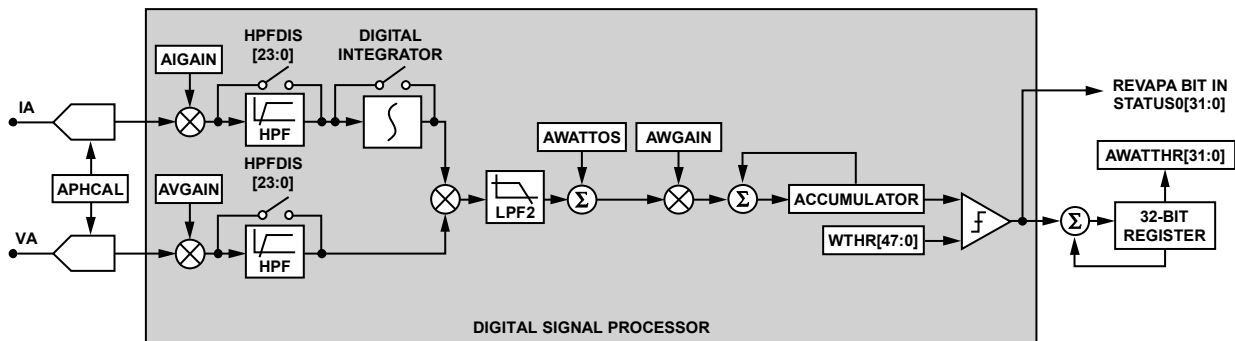 HPFDIS
[23:0]
DIGITAL
INTEGRATOR
AIGAIN
IA
HPF
REVAPA BIT IN
STATUS0[31:0]
APHCAL
AVGAIN
HPFDIS
[23:0]
AWATTOS
AWGAIN
AWATTHR[31:0]
LPF2
Σ
Σ
ACCUMULATOR
Σ
32-BIT
REGISTER
VA
HPF
WTHR[47:0]
DIGITAL SIGNAL PROCESSOR